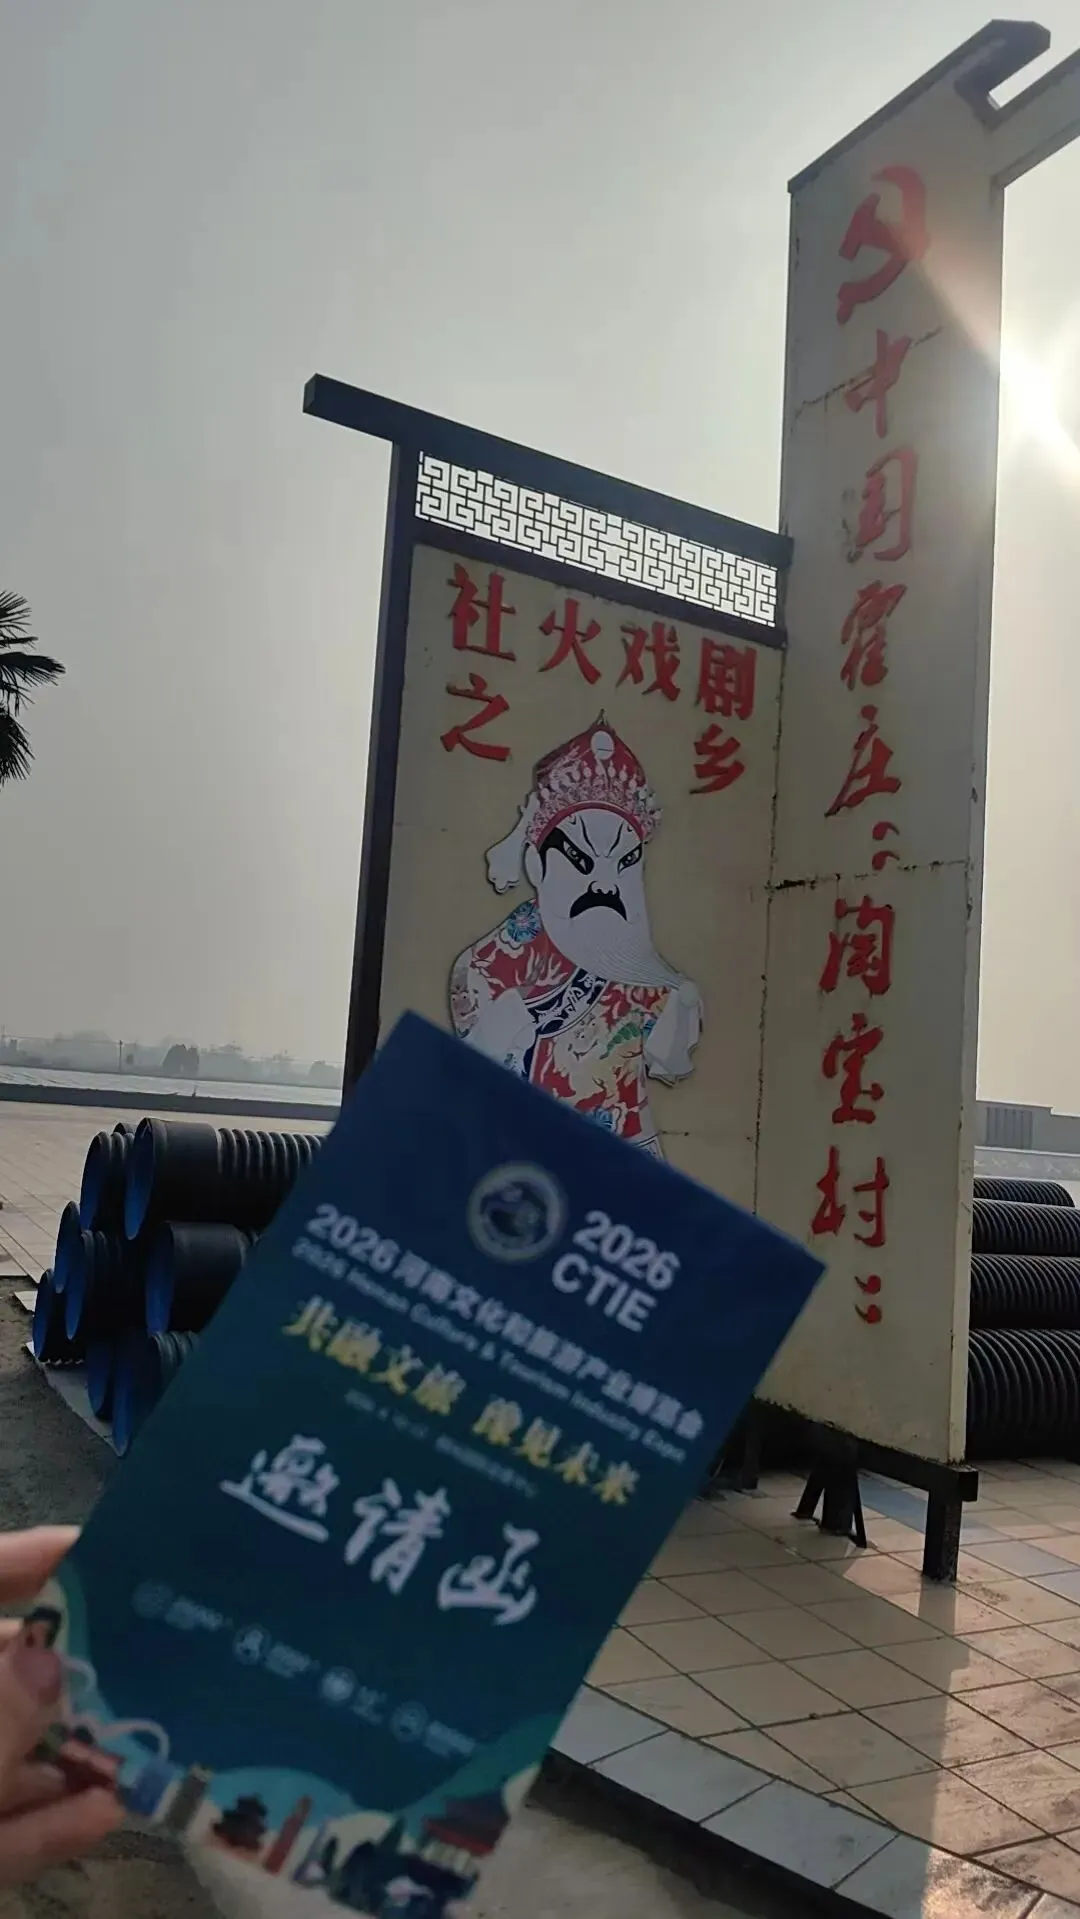 中国霍庄“淘宝村”
社火戏剧
之乡
2026
CTIE
2026河南文化和旅游产业博览会
2026 Henan Culture & Tourism Industry Expo
共融文旅 豫见未来
邀请函